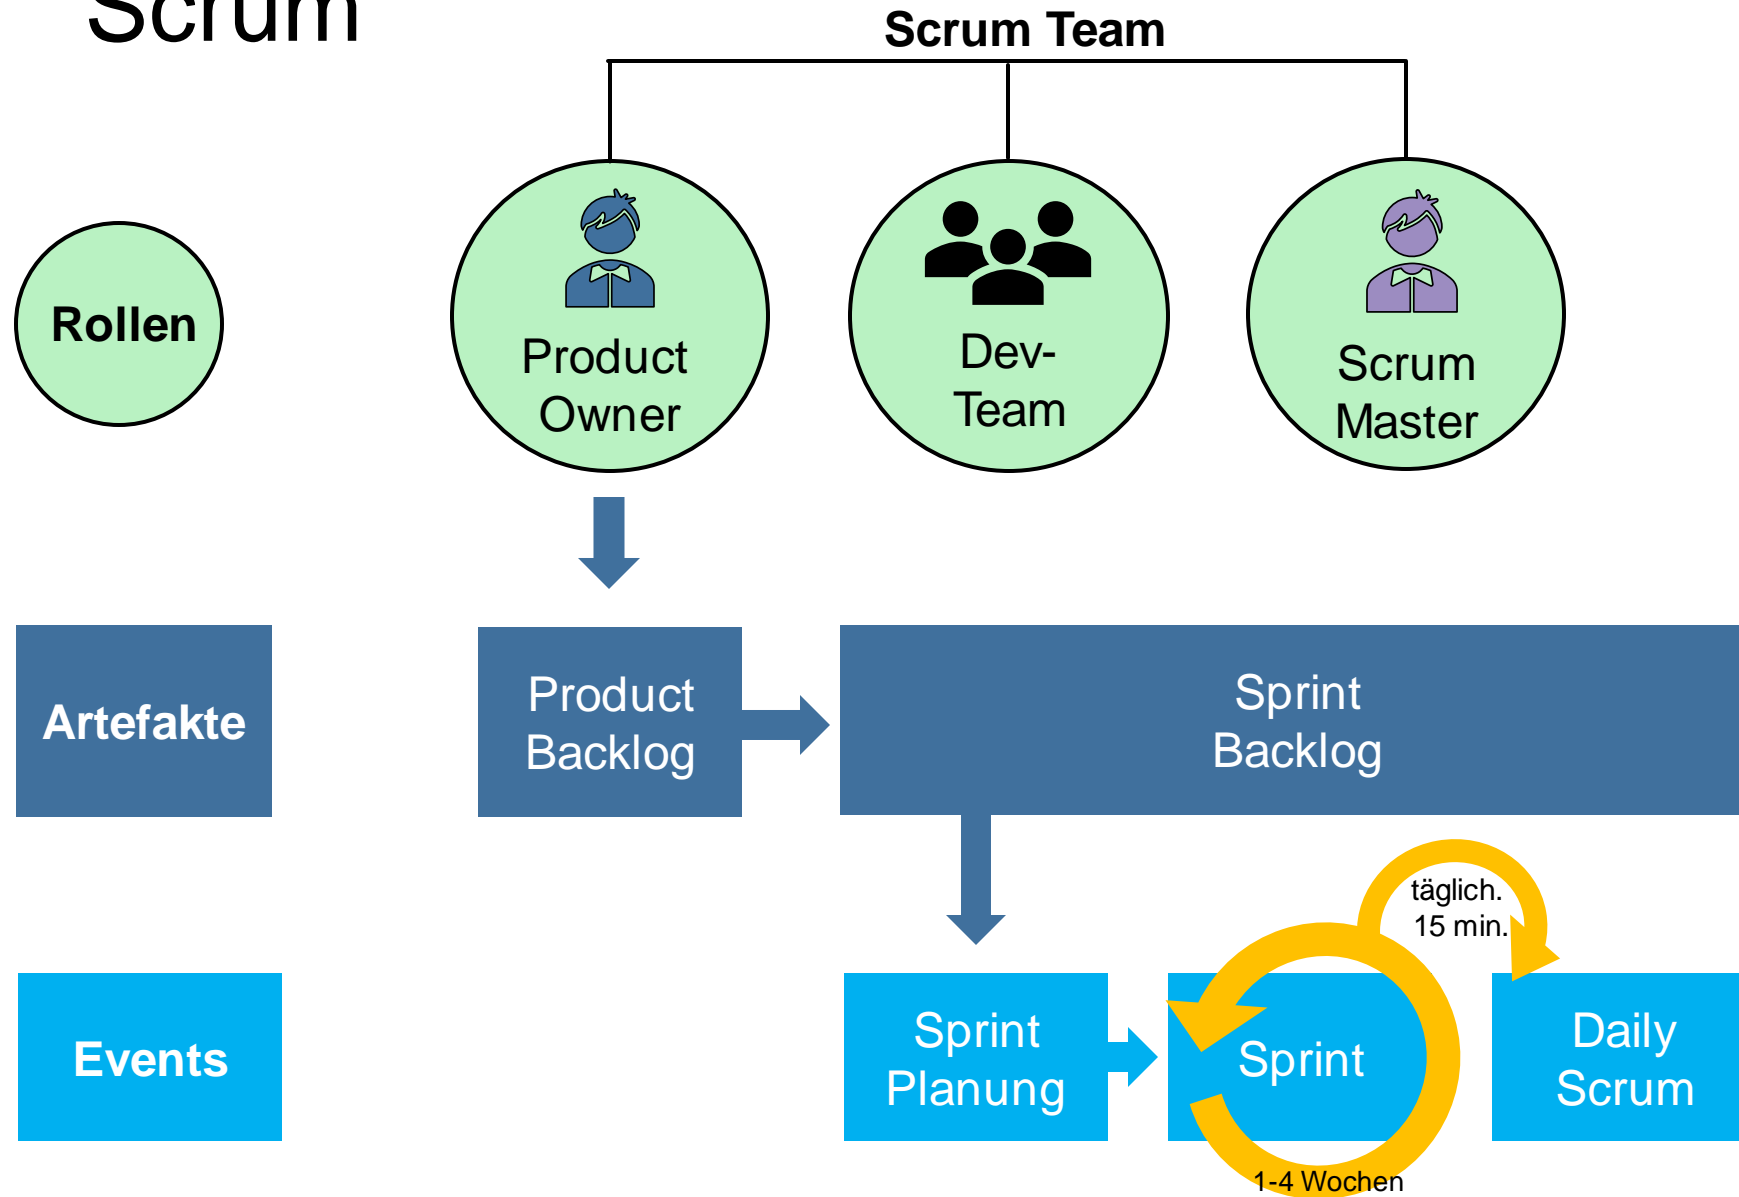 Scrum
Scrum Team
Rollen
Product
Owner
Dev-
Team
Scrum
Master
Artefakte
Product
Backlog
Sprint
Backlog
täglich.
15 min.
Events
Sprint
Planung
Sprint
Daily
Scrum
1-4 Wochen